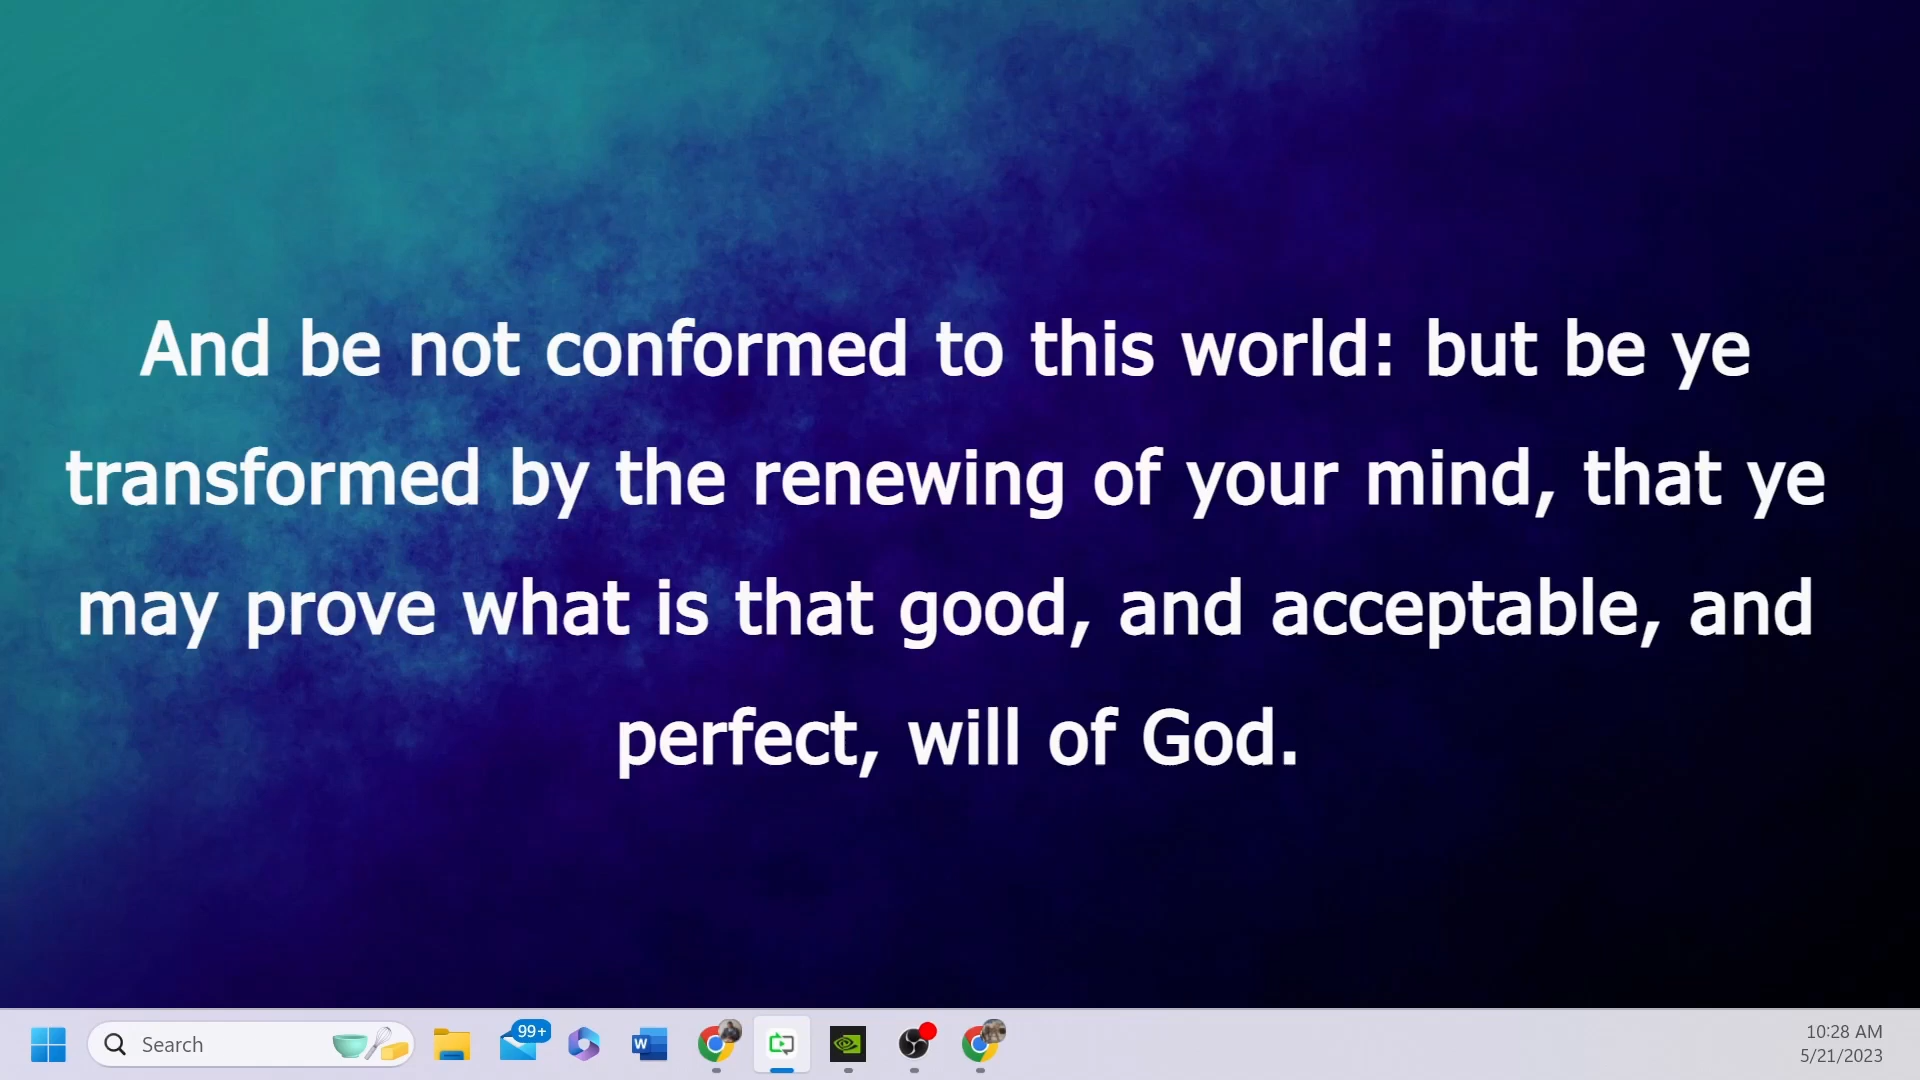 And be not conformed to this world: but be ye
transformed by the renewing of your mind, that ye
may prove what is that good, and acceptable, and
perfect, will of God.
Search
99+
W
10:28 AM
5/21/2023